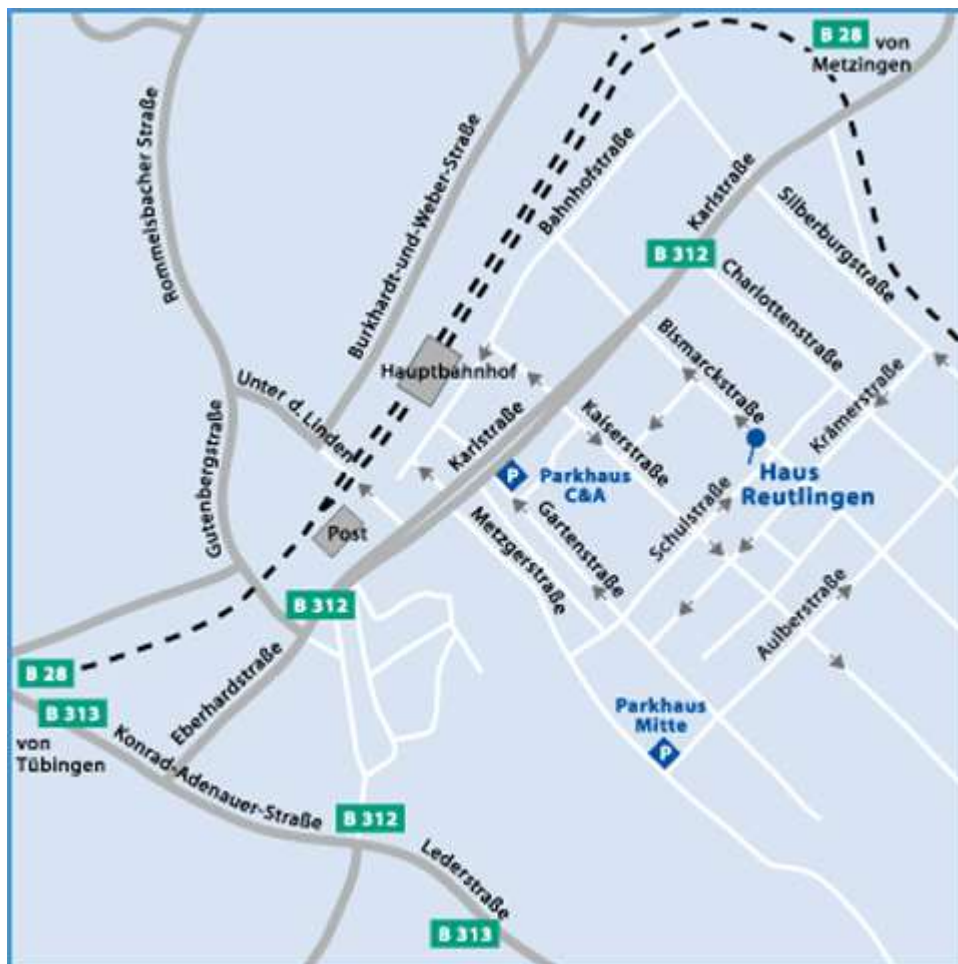 B 28 von
Metzingen
Rommelsbacher Straße
Burkhardt-und-Weber-Straße
Bahnhofstraße
Karlstraße
Silberburgstraße
B 312
Charlottenstraße
Bismarckstraße
Hauptbahnhof
Unter d. Linden
Karlstraße
Kaiserstraße
Krämerstraße
Gutenbergstraße
P
Parkhaus
C&A
Haus
Reutlingen
Post
Metzgerstraße
Gartenstraße
Schulstraße
B 312
Aulberstraße
B 28
Eberhardstraße
B 313
von
Tübingen
Parkhaus
Mitte
P
Konrad-Adenauer-Straße
B 312
Lederstraße
B 313